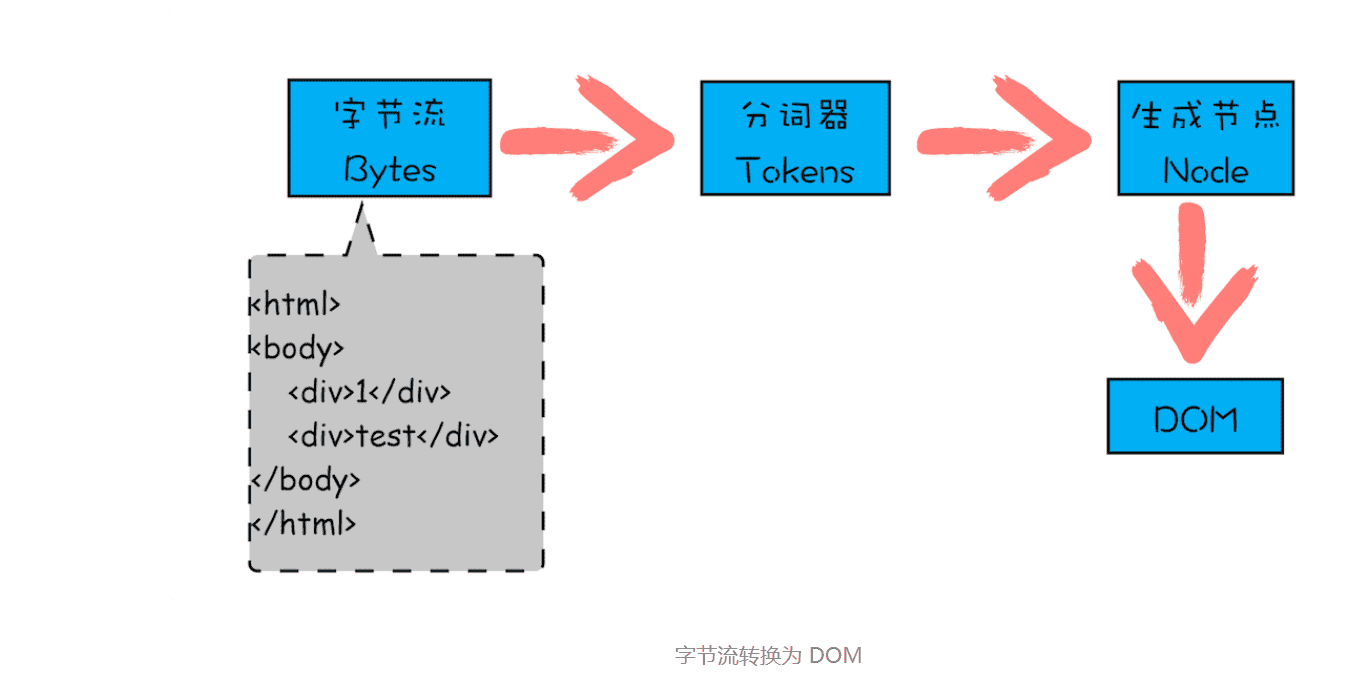 字节流
Bytes
分词器
Tokens
生成节点
Node
<html>
<body>
<div>1</div>
<div>test</div>
</body>
</html>
DOM
字节流转换为 DOM